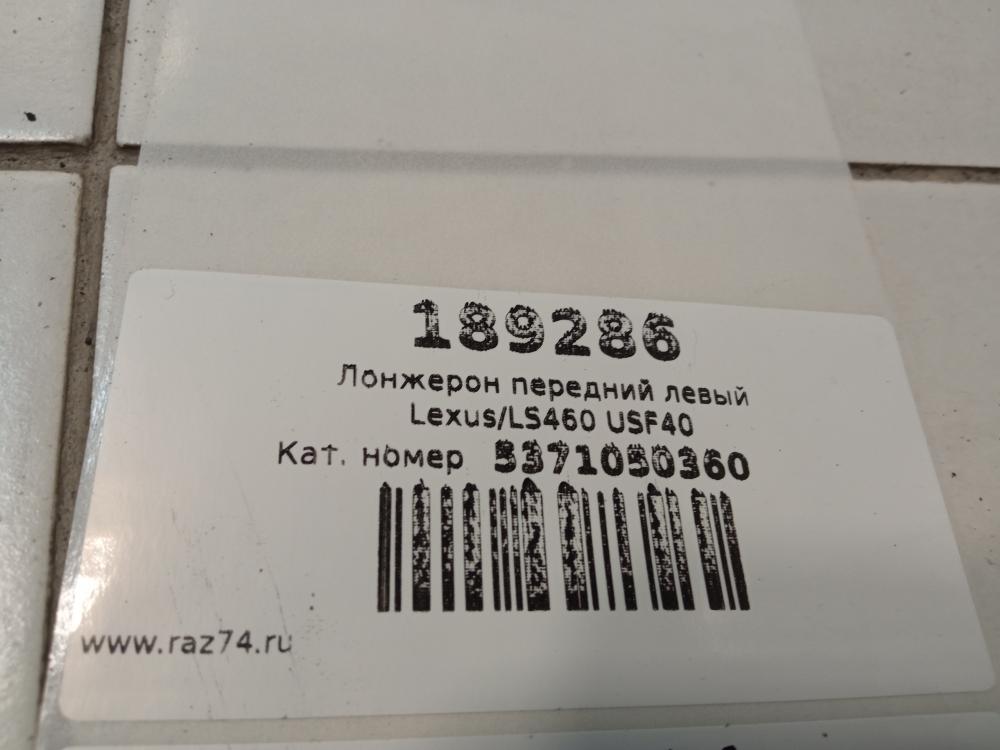 189286
Лонжерон передний левый
Lexus/LS460 USF40
Кат. номер 5371050360
www.raz74.ru